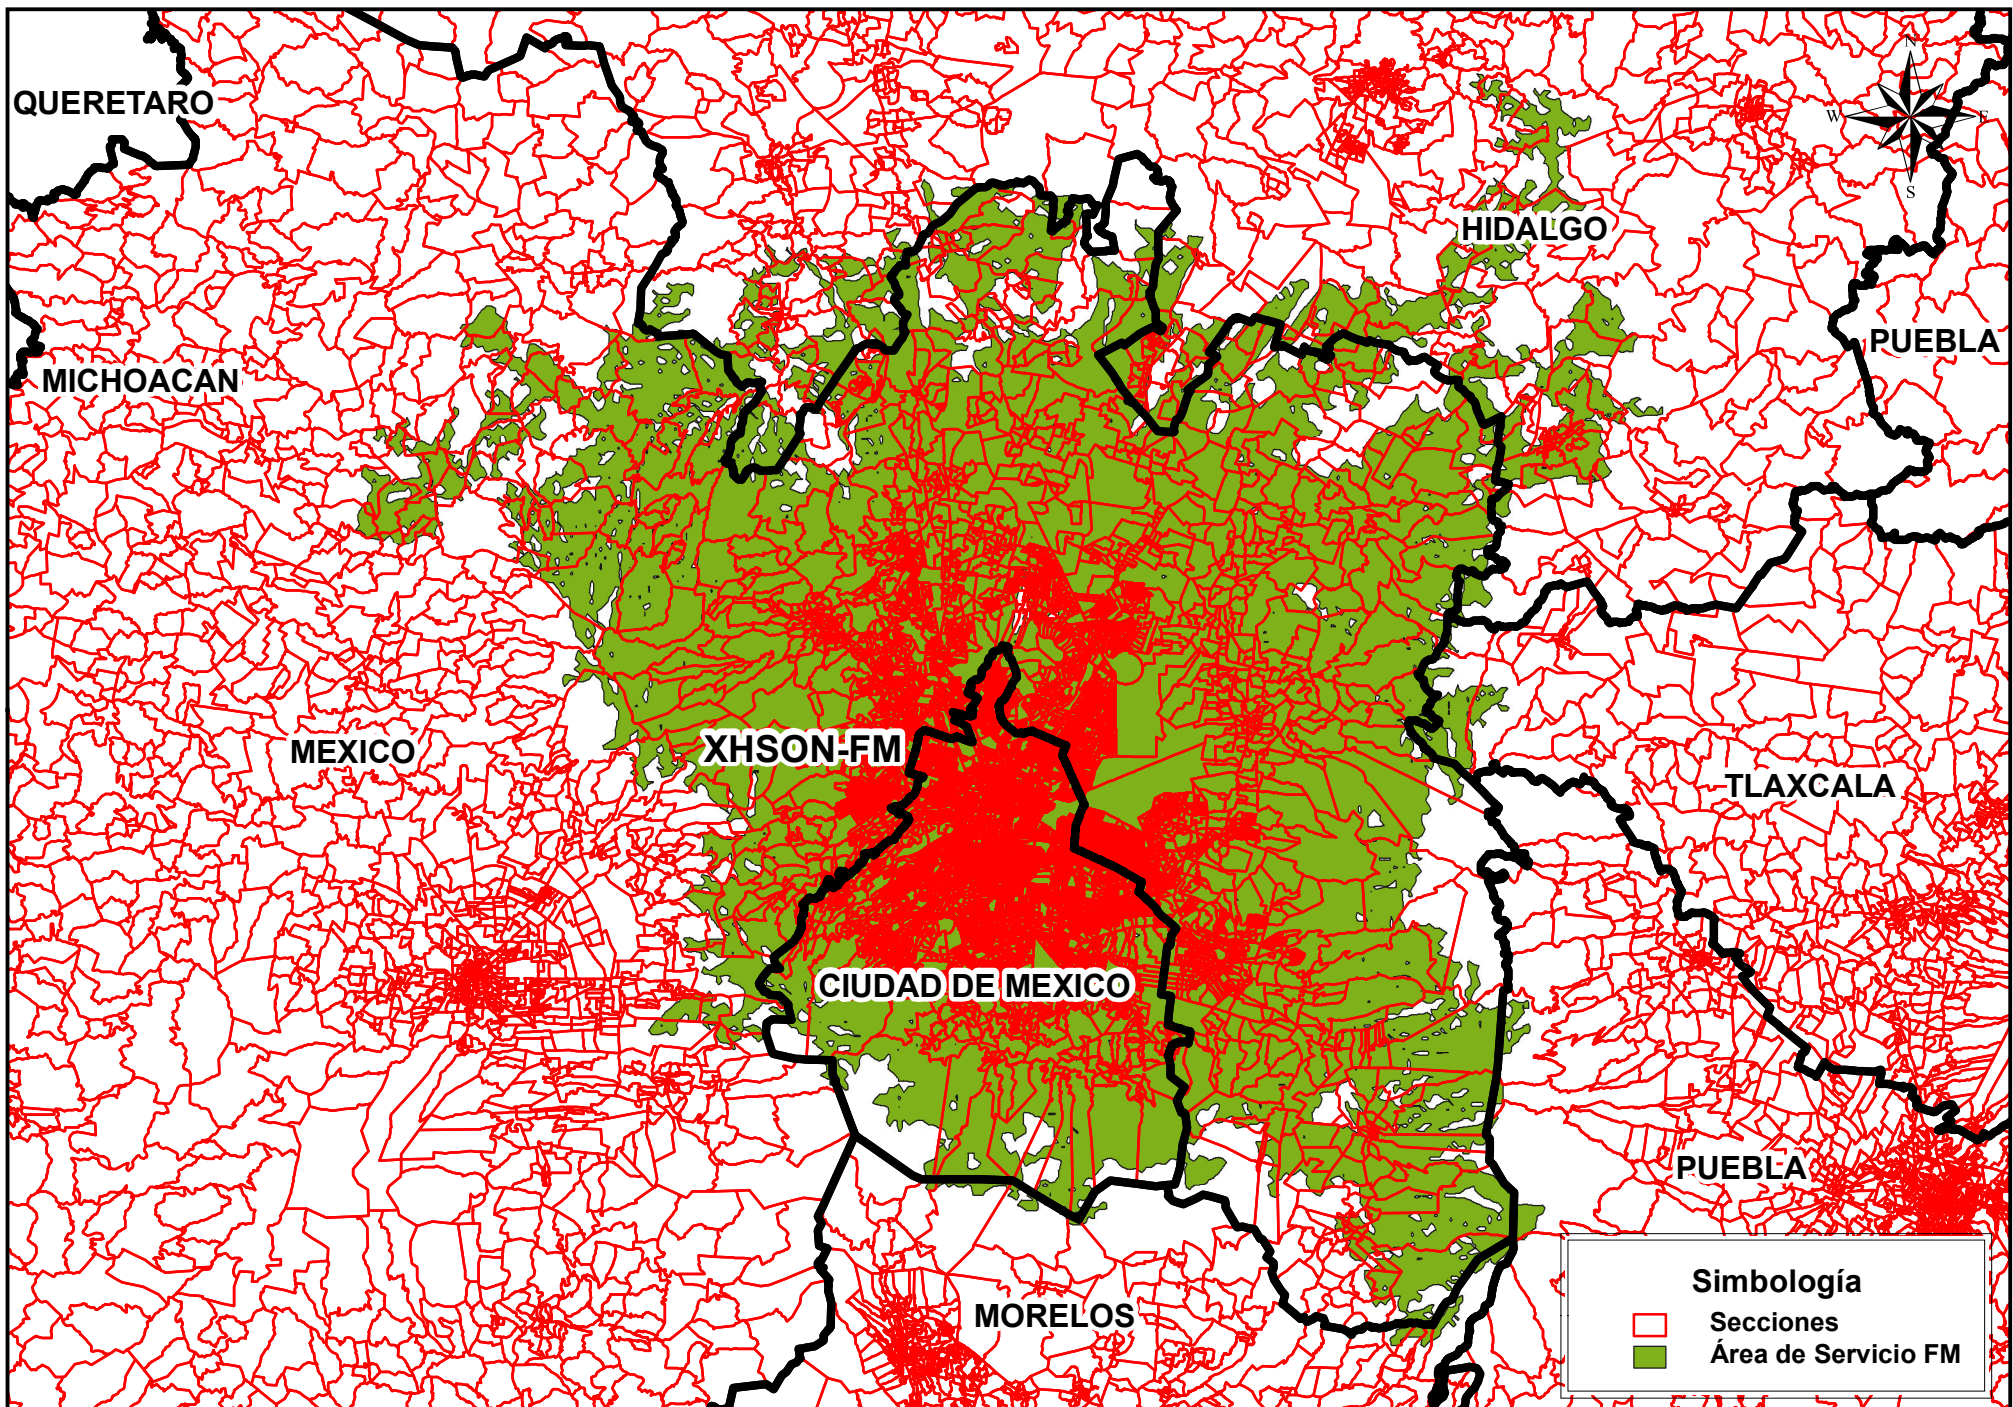 N
W
E
S
QUERETARO
HIDALGO
PUEBLA
MICHOACAN
XHSON-FM
MEXICO
TLAXCALA
CIUDAD DE MEXICO
PUEBLA
MORELOS
Simbología
Secciones
Área de Servicio FM